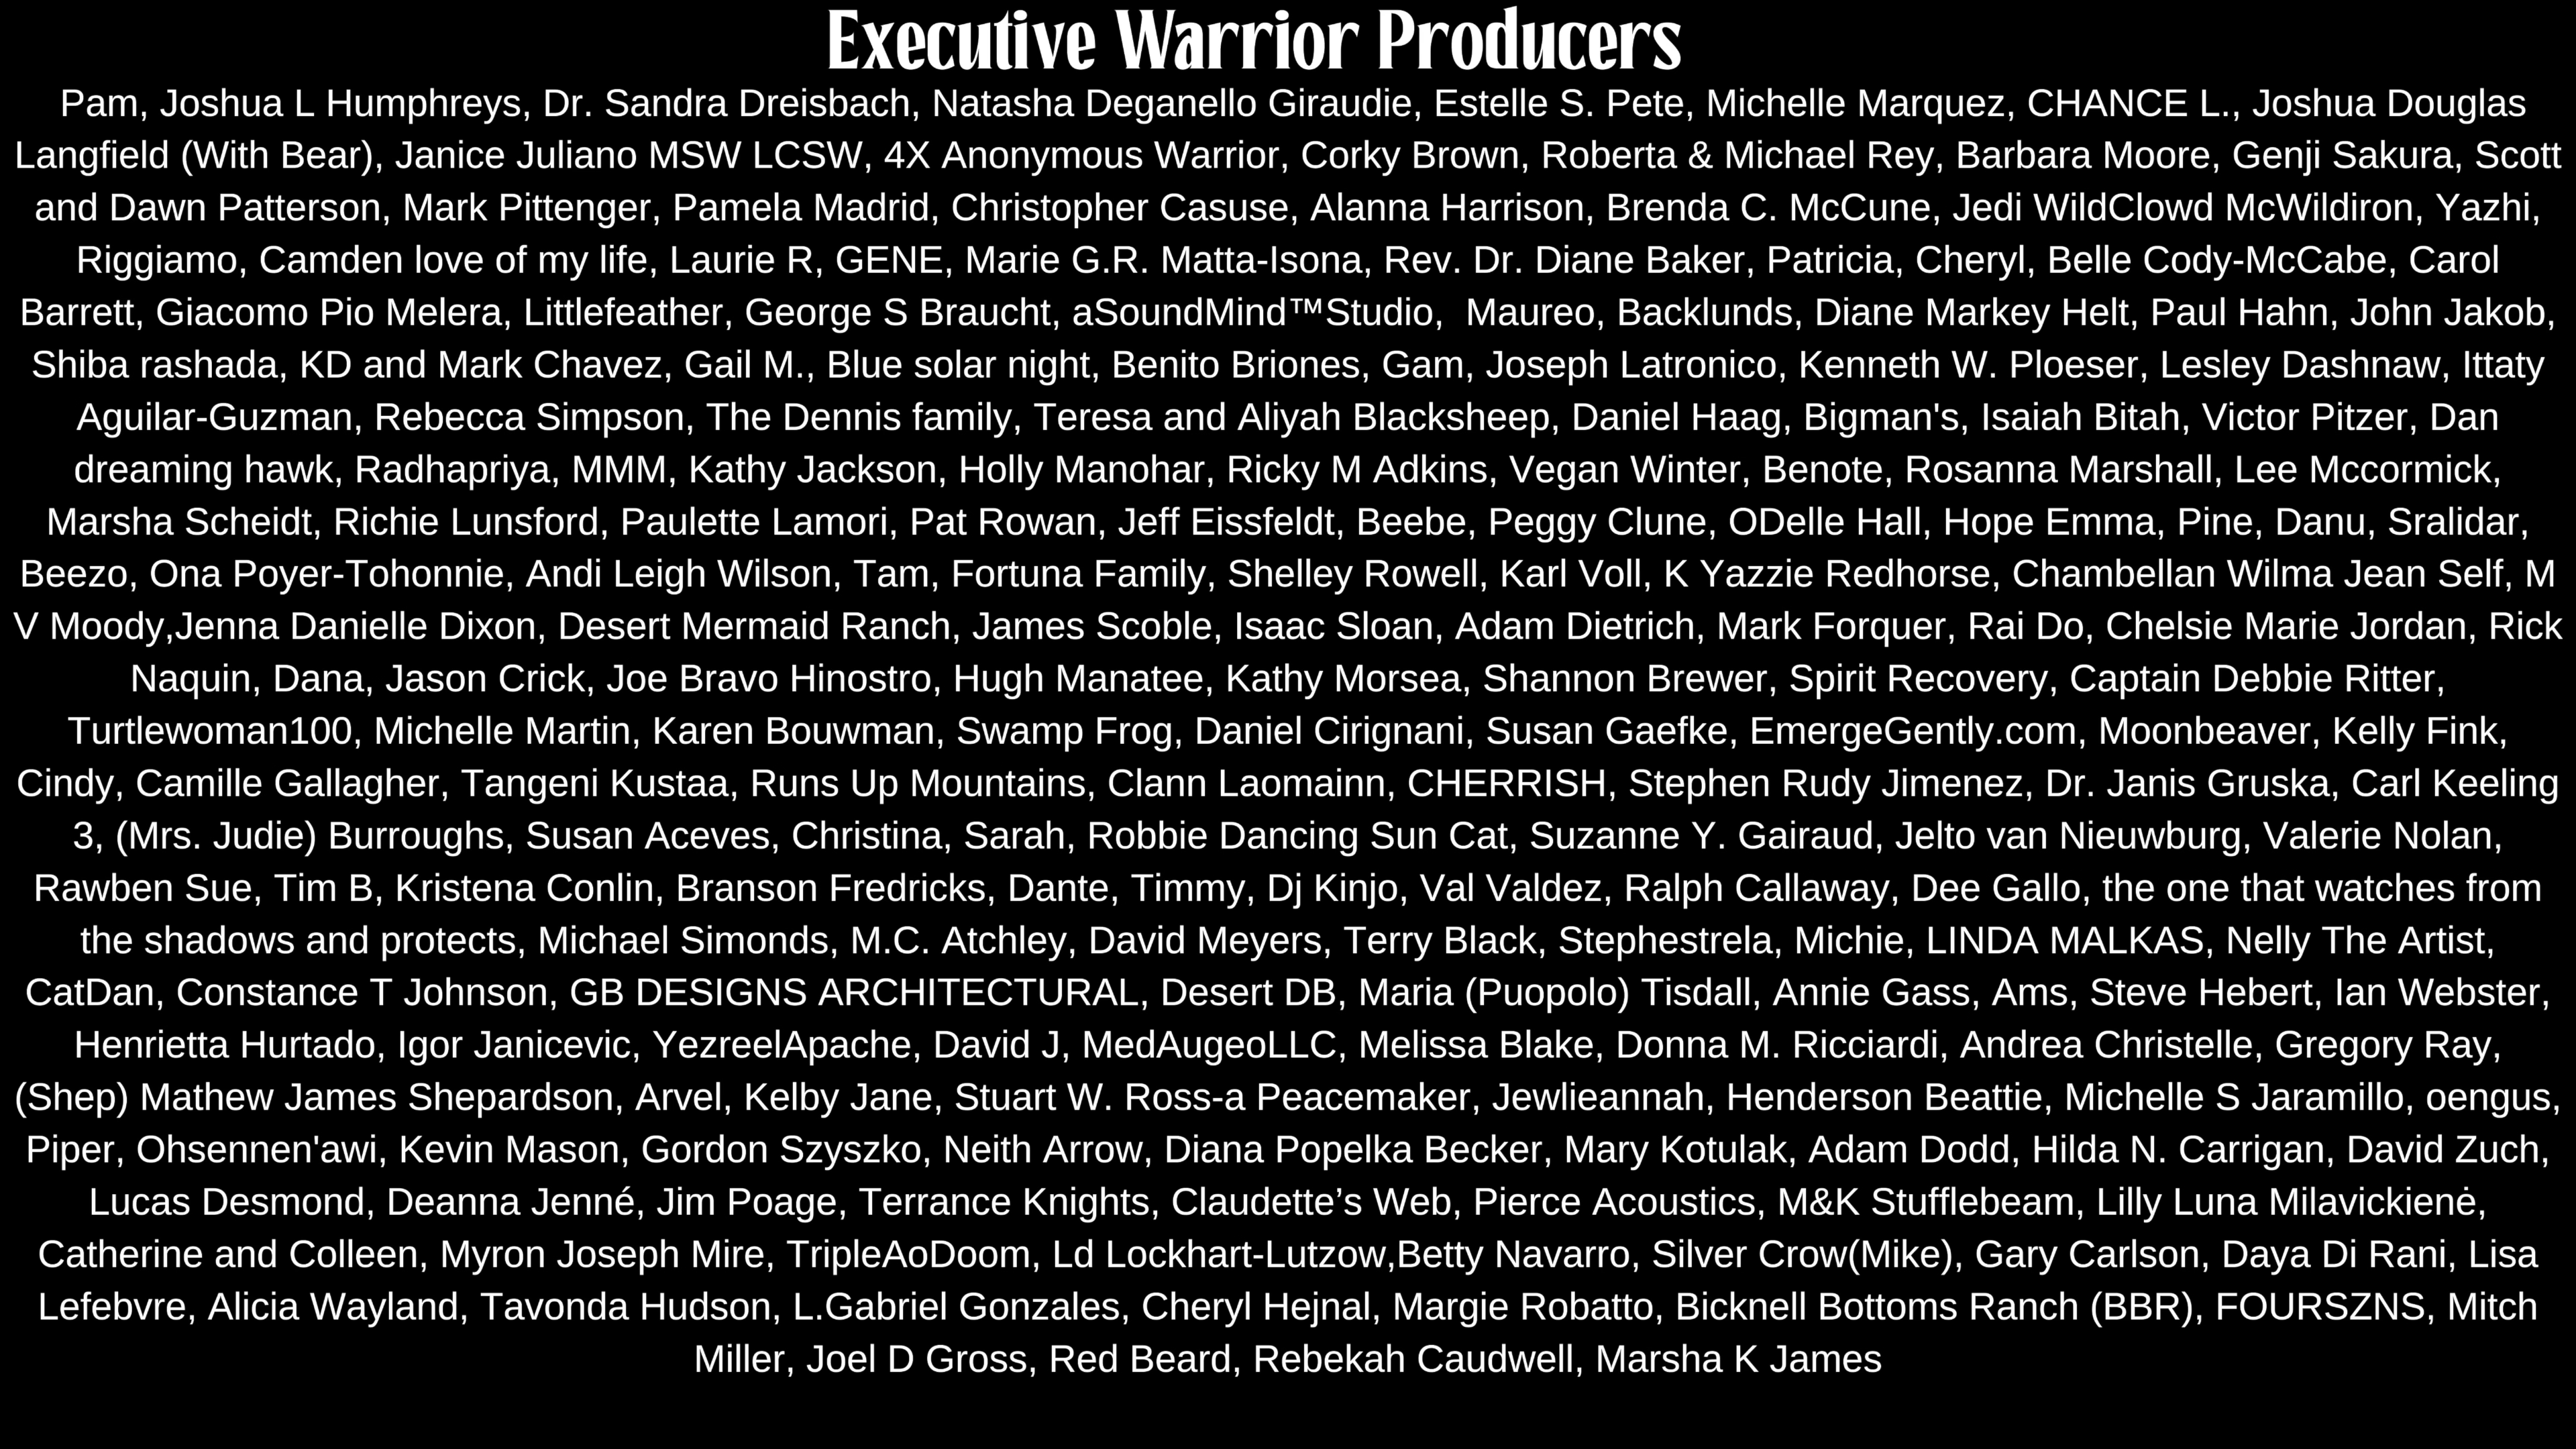 Executive Warrior Producers
Pam, Joshua L Humphreys, Dr. Sandra Dreisbach, Natasha Deganello Giraudie, Estelle S. Pete, Michelle Marquez, CHANCE L., Joshua Douglas
Langfield (With Bear), Janice Juliano MSW LCSW, 4X Anonymous Warrior, Corky Brown, Roberta & Michael Rey, Barbara Moore, Genji Sakura, Scott
and Dawn Patterson, Mark Pittenger, Pamela Madrid, Christopher Casuse, Alanna Harrison, Brenda C. McCune, Jedi WildClowd McWildiron, Yazhi,
Riggiamo, Camden love of my life, Laurie R, GENE, Marie G.R. Matta-Isona, Rev. Dr. Diane Baker, Patricia, Cheryl, Belle Cody-McCabe, Carol
Barrett, Giacomo Pio Melera, Littlefeather, George S Braucht, aSoundMind™Studio,  Maureo, Backlunds, Diane Markey Helt, Paul Hahn, John Jakob,
Shiba rashada, KD and Mark Chavez, Gail M., Blue solar night, Benito Briones, Gam, Joseph Latronico, Kenneth W. Ploeser, Lesley Dashnaw, Ittaty
Aguilar-Guzman, Rebecca Simpson, The Dennis family, Teresa and Aliyah Blacksheep, Daniel Haag, Bigman's, Isaiah Bitah, Victor Pitzer, Dan
dreaming hawk, Radhapriya, MMM, Kathy Jackson, Holly Manohar, Ricky M Adkins, Vegan Winter, Benote, Rosanna Marshall, Lee Mccormick,
Marsha Scheidt, Richie Lunsford, Paulette Lamori, Pat Rowan, Jeff Eissfeldt, Beebe, Peggy Clune, ODelle Hall, Hope Emma, Pine, Danu, Sralidar,
Beezo, Ona Poyer-Tohonnie, Andi Leigh Wilson, Tam, Fortuna Family, Shelley Rowell, Karl Voll, K Yazzie Redhorse, Chambellan Wilma Jean Self, M
V Moody,Jenna Danielle Dixon, Desert Mermaid Ranch, James Scoble, Isaac Sloan, Adam Dietrich, Mark Forquer, Rai Do, Chelsie Marie Jordan, Rick
Naquin, Dana, Jason Crick, Joe Bravo Hinostro, Hugh Manatee, Kathy Morsea, Shannon Brewer, Spirit Recovery, Captain Debbie Ritter,
Turtlewoman100, Michelle Martin, Karen Bouwman, Swamp Frog, Daniel Cirignani, Susan Gaefke, EmergeGently.com, Moonbeaver, Kelly Fink,
Cindy, Camille Gallagher, Tangeni Kustaa, Runs Up Mountains, Clann Laomainn, CHERRISH, Stephen Rudy Jimenez, Dr. Janis Gruska, Carl Keeling
3, (Mrs. Judie) Burroughs, Susan Aceves, Christina, Sarah, Robbie Dancing Sun Cat, Suzanne Y. Gairaud, Jelto van Nieuwburg, Valerie Nolan,
Rawben Sue, Tim B, Kristena Conlin, Branson Fredricks, Dante, Timmy, Dj Kinjo, Val Valdez, Ralph Callaway, Dee Gallo, the one that watches from
the shadows and protects, Michael Simonds, M.C. Atchley, David Meyers, Terry Black, Stephestrela, Michie, LINDA MALKAS, Nelly The Artist,
CatDan, Constance T Johnson, GB DESIGNS ARCHITECTURAL, Desert DB, Maria (Puopolo) Tisdall, Annie Gass, Ams, Steve Hebert, Ian Webster,
Henrietta Hurtado, Igor Janicevic, YezreelApache, David J, MedAugeoLLC, Melissa Blake, Donna M. Ricciardi, Andrea Christelle, Gregory Ray,
(Shep) Mathew James Shepardson, Arvel, Kelby Jane, Stuart W. Ross-a Peacemaker, Jewlieannah, Henderson Beattie, Michelle S Jaramillo, oengus,
Piper, Ohsennen'awi, Kevin Mason, Gordon Szyszko, Neith Arrow, Diana Popelka Becker, Mary Kotulak, Adam Dodd, Hilda N. Carrigan, David Zuch,
Lucas Desmond, Deanna Jenné, Jim Poage, Terrance Knights, Claudette’s Web, Pierce Acoustics, M&K Stufflebeam, Lilly Luna Milavickienė,
Catherine and Colleen, Myron Joseph Mire, TripleAoDoom, Ld Lockhart-Lutzow,Betty Navarro, Silver Crow(Mike), Gary Carlson, Daya Di Rani, Lisa
Lefebvre, Alicia Wayland, Tavonda Hudson, L.Gabriel Gonzales, Cheryl Hejnal, Margie Robatto, Bicknell Bottoms Ranch (BBR), FOURSZNS, Mitch
Miller, Joel D Gross, Red Beard, Rebekah Caudwell, Marsha K James